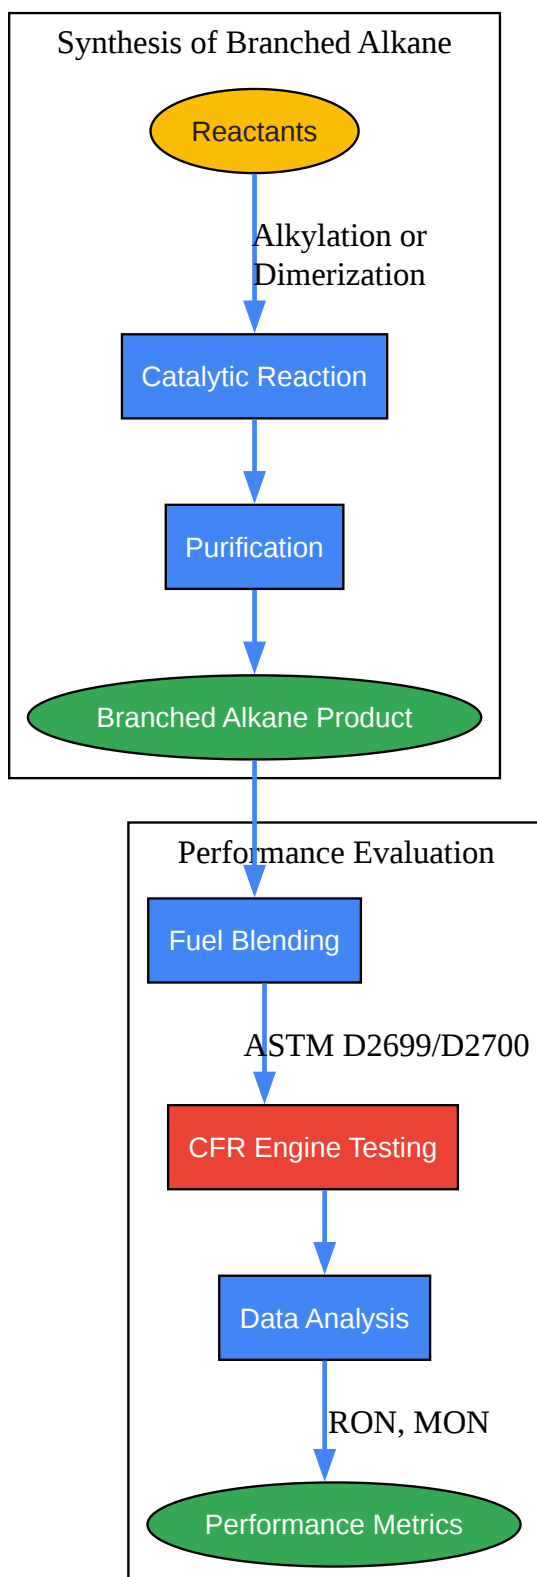 Synthesis of Branched Alkane
Reactants
Alkylation or
Dimerization
Catalytic Reaction
Purification
Branched Alkane Product
Performance Evaluation
Fuel Blending
ASTM D2699/D2700
CFR Engine Testing
Data Analysis
RON, MON
Performance Metrics